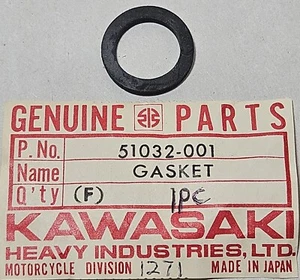 GENUINE PARTS
P.No. 51032-001
Name GASKET
Q'ty (F) 1pc
KAWASAKI
HEAVY INDUSTRIES, LTD.
MOTORCYCLE DIVISION 1271 MADE IN JAPAN